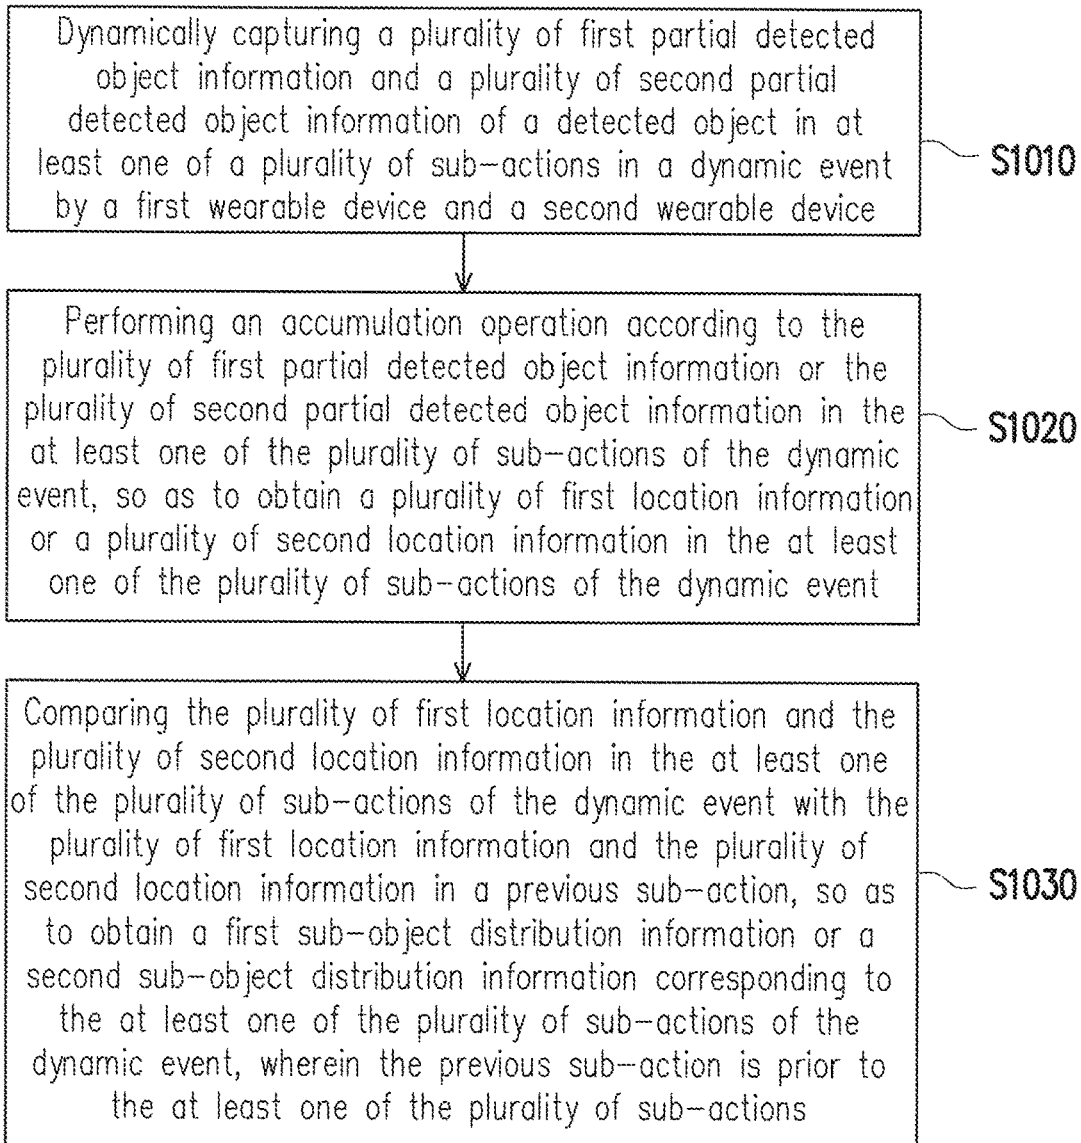 Dynamically capturing a plurality of first partial detected
object information and a plurality of second partial
detected object information of a detected object in at
least one of a plurality of sub-actions in a dynamic event
by a first wearable device and a second wearable device
S1010
Performing an accumulation operation according to the
plurality of first partial detected object information or the
plurality of second partial detected object information in the
at least one of the plurality of sub-actions of the dynamic
event, so as to obtain a plurality of first location information
or a plurality of second location information in the at least
one of the plurality of sub-actions of the dynamic event
S1020
Comparing the plurality of first location information and the
plurality of second location information in the at least one
of the plurality of sub-actions of the dynamic event with the
plurality of first location information and the plurality of
second location information in a previous sub-action, so as
to obtain a first sub-object distribution information or a
second sub-object distribution information corresponding to
the at least one of the plurality of sub-actions of the
dynamic event, wherein the previous sub-action is prior to
the at least one of the plurality of sub-actions
S1030